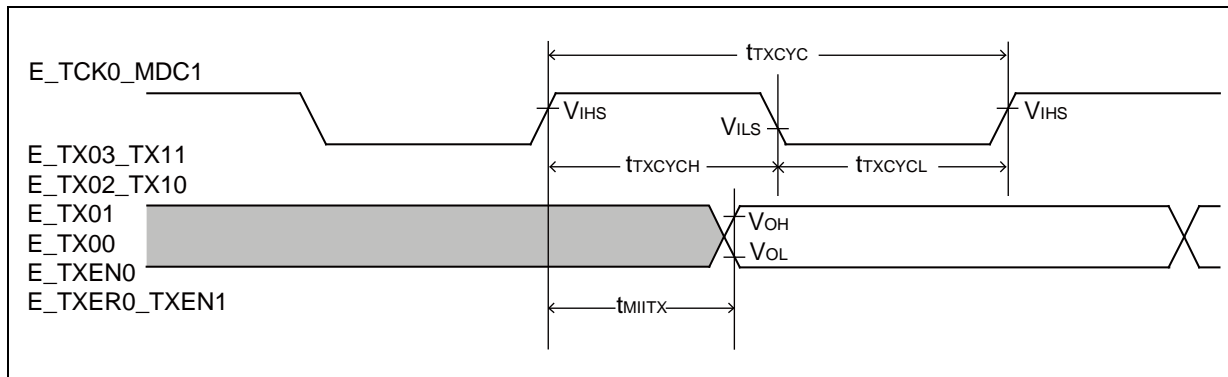 tTXCYC
E_TCK0_MDC1
VIHS
VILS
VIHS
E_TX03_TX11
tTXCYCH
tTXCYCL
E_TX02_TX10
E_TX01
VOH
E_TX00
VOL
E_TXEN0
E_TXER0_TXEN1
tMIITX